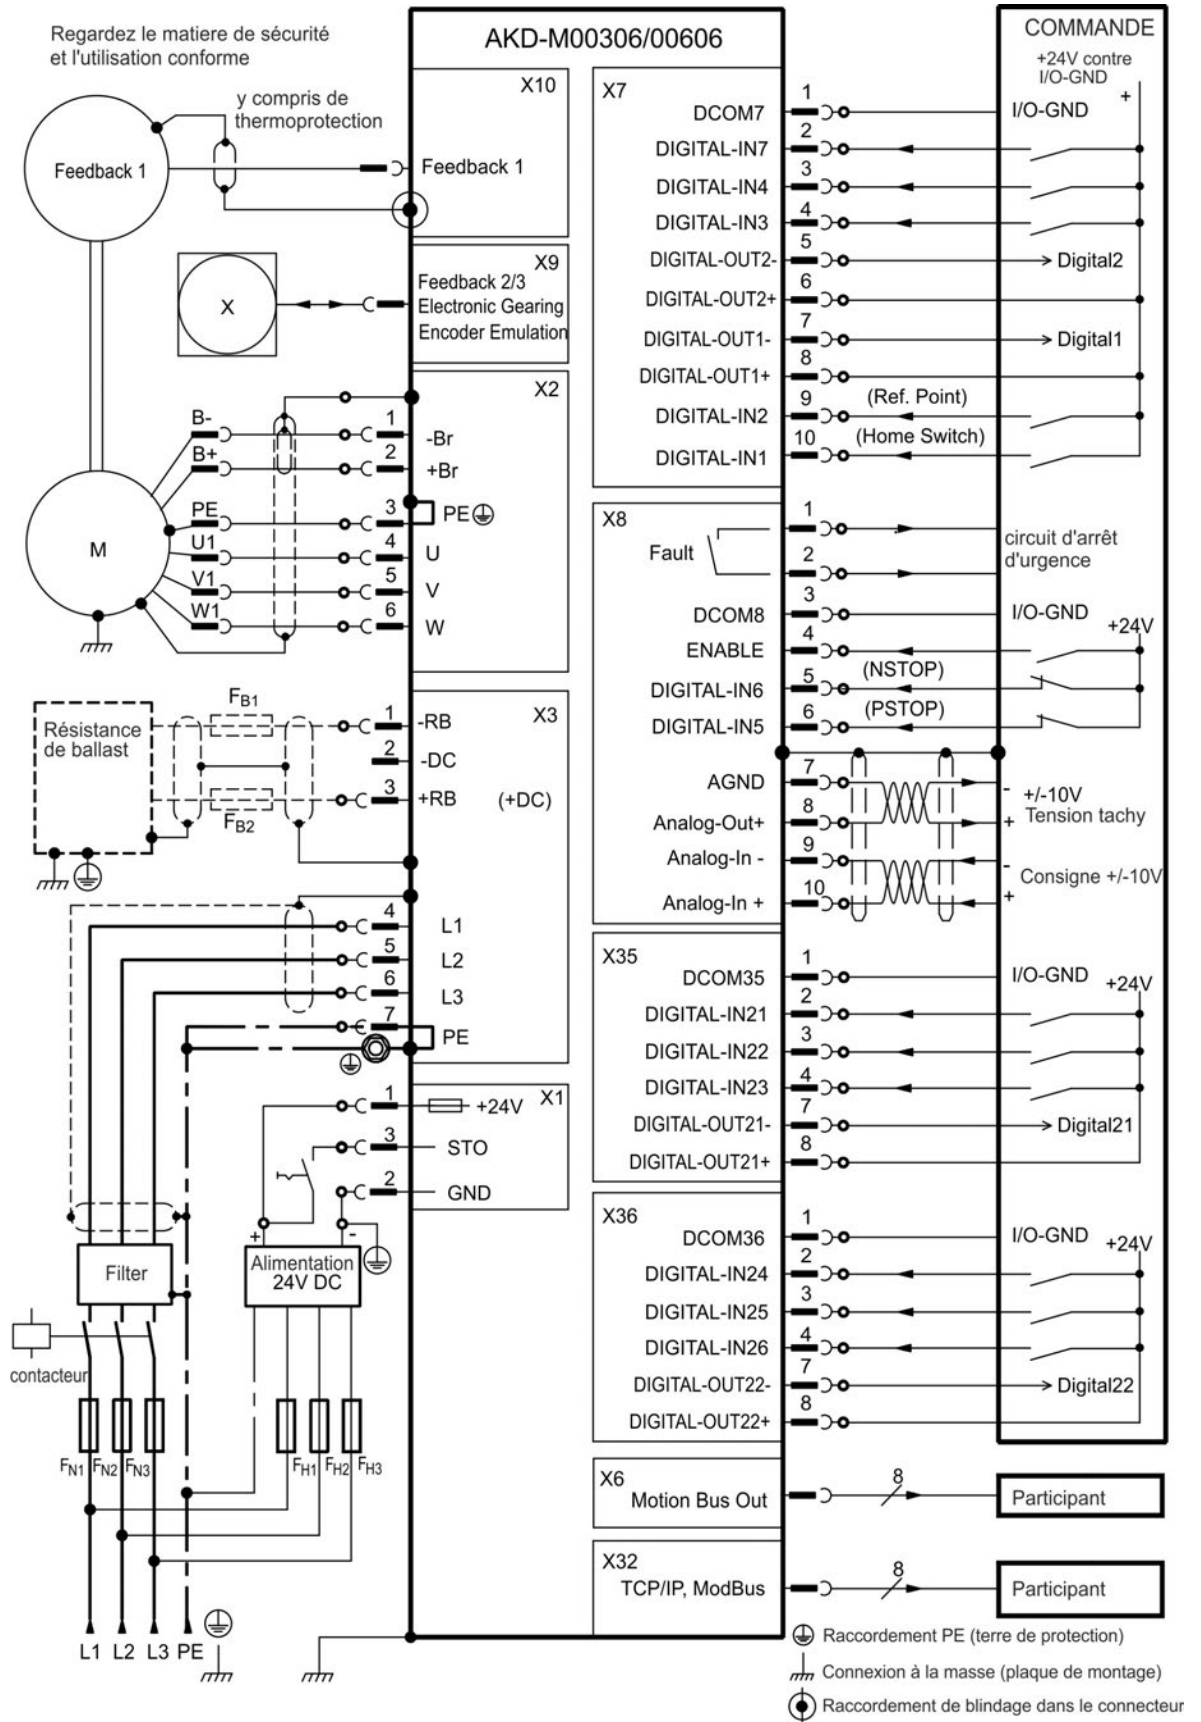 Regardez le matiere de sécurité
et l'utilisation conforme
AKD-M00306/00606
COMMANDE
+24V contre
I/O-GND
+
y compris de
thermoprotection
Feedback 1
X10
Feedback 1
X
X9
Feedback 2/3
Electronic Gearing
Encoder Emulation
X2
B-
1
-Br
B+
2
+Br
PE
3
PE
M
U1
4
U
V1
5
V
W1
6
W
X3
Résistance
de ballast
FB1
1
-RB
2
-DC
FB2
3
+RB
(+DC)
4
L1
5
L2
6
L3
7
PE
X1
1
+24V
3
STO
2
GND
+
-
Alimentation
24V DC
Filter
contacteur
FN1
FN2
FN3
FH1
FH2
FH3
L1
L2
L3
PE
X7
DCOM7
1
I/O-GND
DIGITAL-IN7
2
DIGITAL-IN4
3
DIGITAL-IN3
4
DIGITAL-OUT2-
5
Digital2
DIGITAL-OUT2+
6
DIGITAL-OUT1-
7
Digital1
DIGITAL-OUT1+
8
DIGITAL-IN2
9
(Ref. Point)
DIGITAL-IN1
10
(Home Switch)
X8
Fault
1
2
circuit d'arrêt
d'urgence
DCOM8
3
I/O-GND
+24V
ENABLE
4
DIGITAL-IN6
5
(NSTOP)
DIGITAL-IN5
6
(PSTOP)
AGND
7
-
Analog-Out+
8
+
+/-10V
Tension tachy
Analog-In -
9
-
Analog-In +
10
+
Consigne +/-10V
X35
DCOM35
1
I/O-GND
+24V
DIGITAL-IN21
2
DIGITAL-IN22
3
DIGITAL-IN23
4
DIGITAL-OUT21-
7
Digital21
DIGITAL-OUT21+
8
X36
DCOM36
1
I/O-GND
+24V
DIGITAL-IN24
2
DIGITAL-IN25
3
DIGITAL-IN26
4
DIGITAL-OUT22-
7
Digital22
DIGITAL-OUT22+
8
X6
Motion Bus Out
8
Participant
X32
TCP/IP, ModBus
8
Participant
Raccordement PE (terre de protection)
Connexion à la masse (plaque de montage)
Raccordement de blindage dans le connecteur